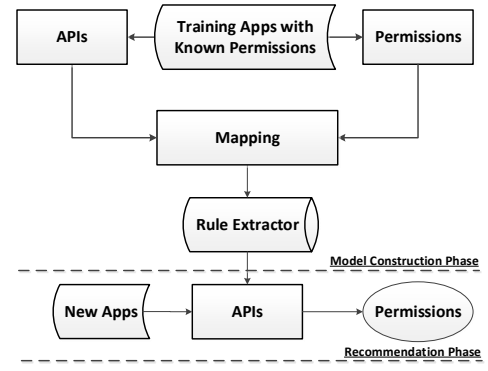 APIs
Training Apps with
Known Permissions
Permissions
Mapping
Rule Extractor
Model Construction Phase
New Apps
APIs
Permissions
Recommendation Phase